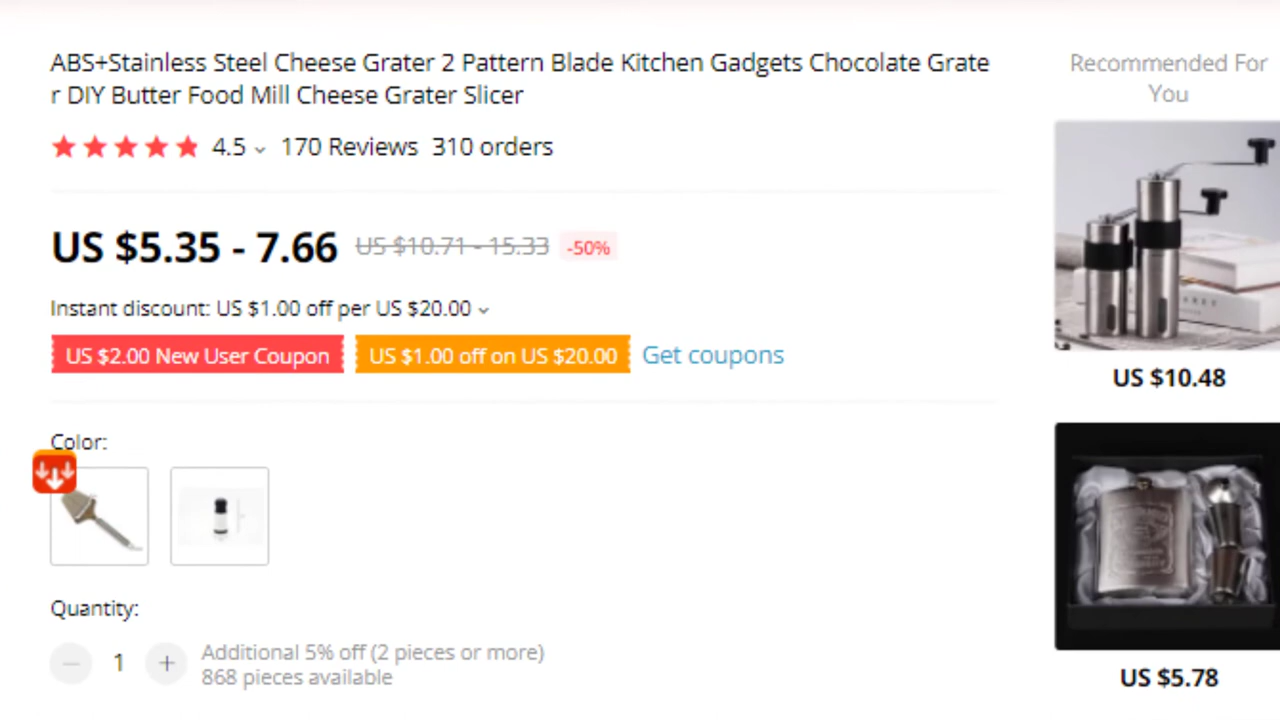 ABS+Stainless Steel Cheese Grater 2 Pattern Blade Kitchen Gadgets Chocolate Grate
r DIY Butter Food Mill Cheese Grater Slicer
4.5 170 Reviews 310 orders
US $5.35 - 7.66 US $10.71 - 15.33 -50%
Instant discount: US $1.00 off per US $20.00
US $2.00 New User Coupon US $1.00 off on US $20.00 Get coupons
Color:
Quantity:
1
Additional 5% off (2 pieces or more)
868 pieces available
Recommended For
You
US $10.48
US $5.78